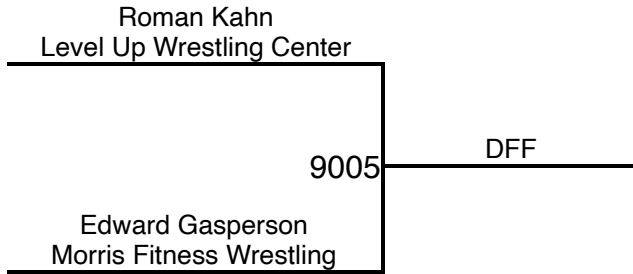 Roman Kahn
Level Up Wrestling Center
9005
DFF
Edward Gasperson
Morris Fitness Wrestling